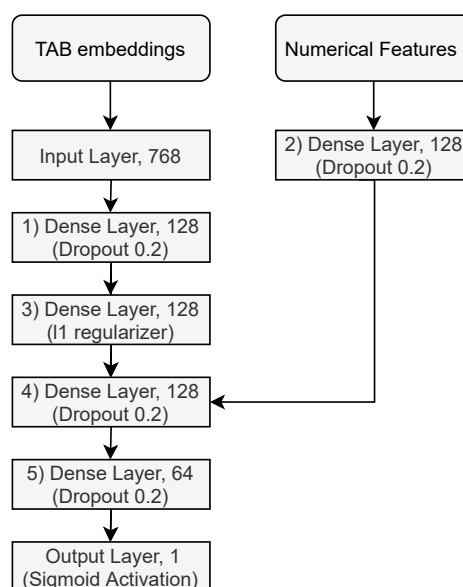 TAB embeddings
Numerical Features
Input Layer, 768
2) Dense Layer, 128
(Dropout 0.2)
1) Dense Layer, 128
(Dropout 0.2)
3) Dense Layer, 128
(l1 regularizer)
4) Dense Layer, 128
(Dropout 0.2)
5) Dense Layer, 64
(Dropout 0.2)
Output Layer, 1
(Sigmoid Activation)